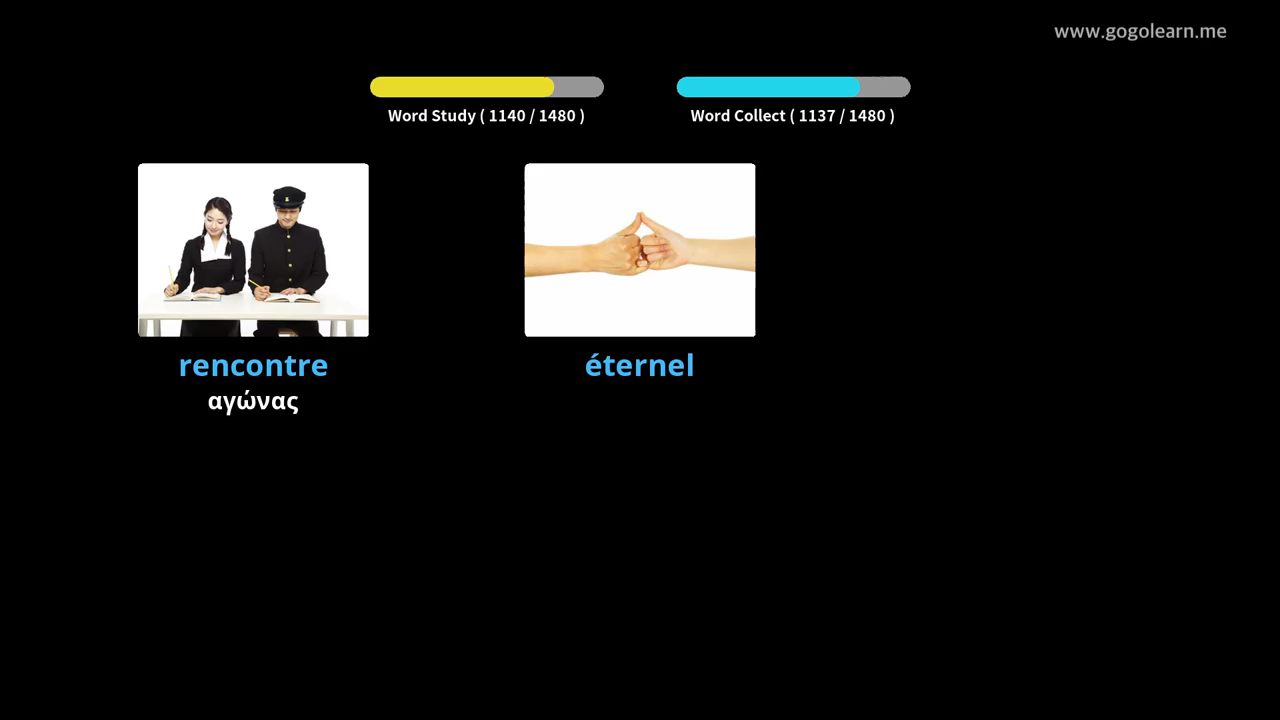 www.gogolearn.me
Word Study ( 1140 / 1480 )
Word Collect ( 1137 / 1480 )
rencontre
αγώνας
éternel